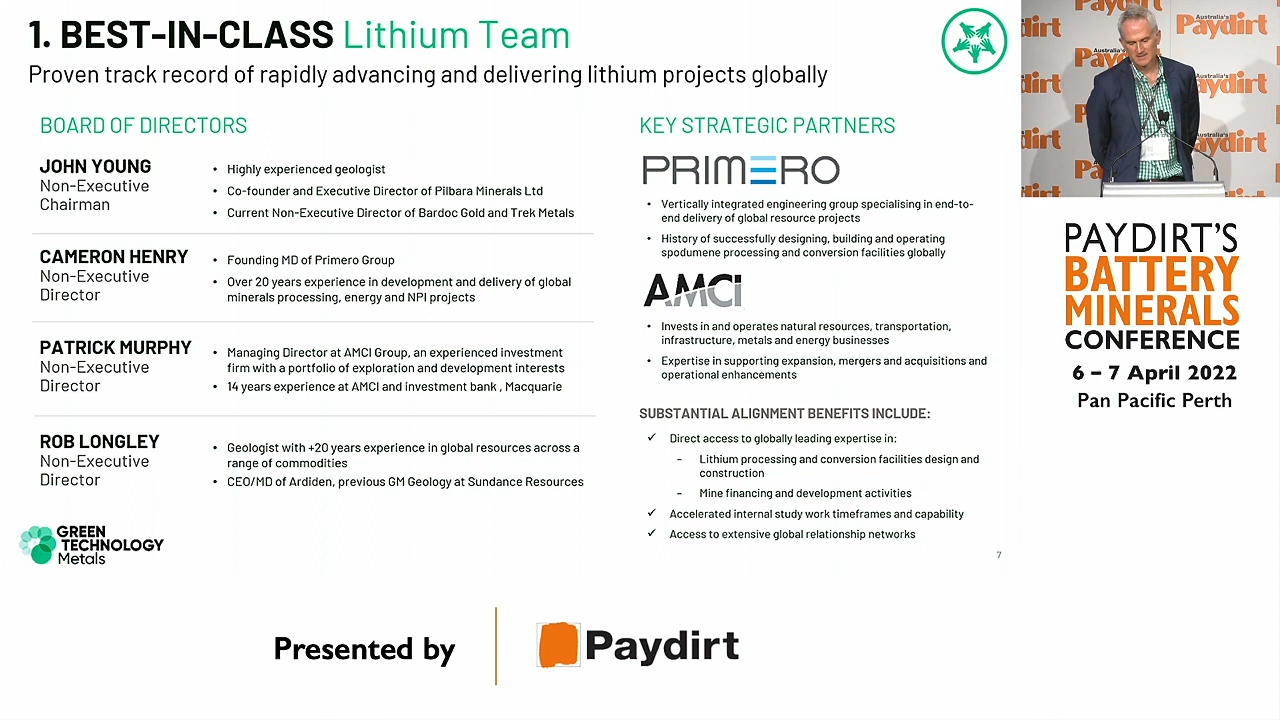 1. BEST-IN-CLASS Lithium Team
Proven track record of rapidly advancing and delivering lithium projects globally
BOARD OF DIRECTORS
JOHN YOUNG
Non-Executive
Chairman
• Highly experienced geologist
• Co-founder and Executive Director of Pilbara Minerals Ltd
• Current Non-Executive Director of Bardoc Gold and Trek Metals
CAMERON HENRY
Non-Executive
Director
• Founding MD of Primero Group
• Over 20 years experience in development and delivery of global
minerals processing, energy and NPI projects
PATRICK MURPHY
Non-Executive
Director
• Managing Director at AMCI Group, an experienced investment
firm with a portfolio of exploration and development interests
• 14 years experience at AMCI and investment bank , Macquarie
ROB LONGLEY
Non-Executive
Director
• Geologist with +20 years experience in global resources across a
range of commodities
• CEO/MD of Ardiden, previous GM Geology at Sundance Resources
GREEN
TECHNOLOGY
Metals
KEY STRATEGIC PARTNERS
PRIMERO
• Vertically integrated engineering group specialising in end-to-
end delivery of global resource projects
• History of successfully designing, building and operating
spodumene processing and conversion facilities globally
AMCI
• Invests in and operates natural resources, transportation,
infrastructure, metals and energy businesses
• Expertise in supporting expansion, mergers and acquisitions and
operational enhancements
SUBSTANTIAL ALIGNMENT BENEFITS INCLUDE:
✓ Direct access to globally leading expertise in:
– Lithium processing and conversion facilities design and
construction
– Mine financing and development activities
✓ Accelerated internal study work timeframes and capability
✓ Access to extensive global relationship networks
7
Australia's
Paydirt
PAYDIRT'S
BATTERY
MINERALS
CONFERENCE
6 – 7 April 2022
Pan Pacific Perth
Presented by
Paydirt